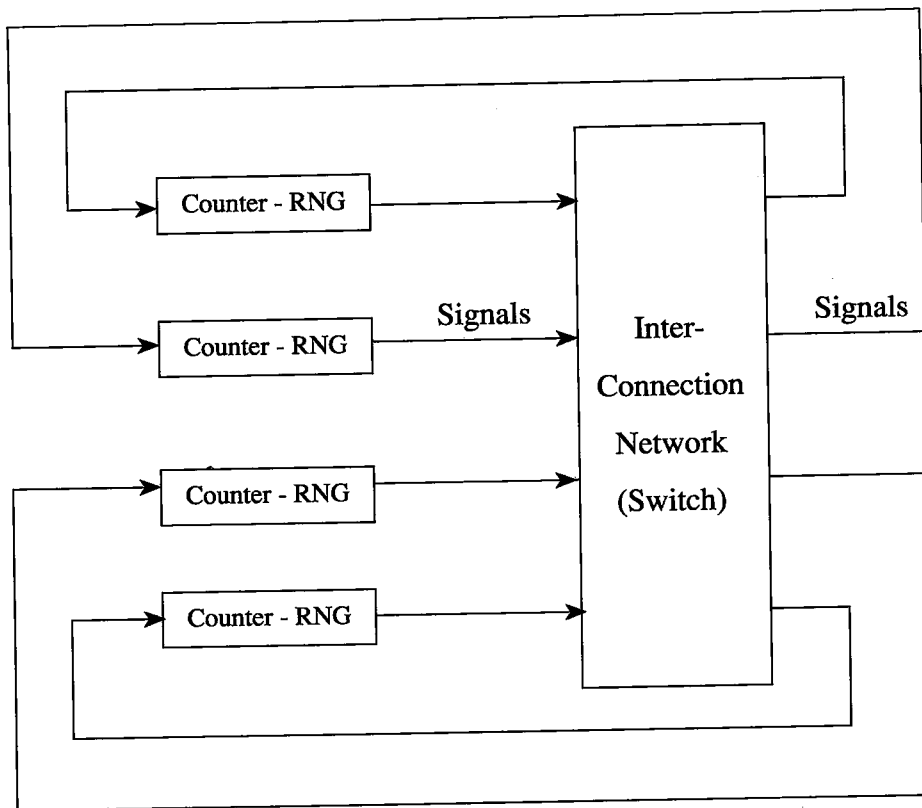 Counter - RNG
Counter - RNG
Signals
Signals
Inter-
Connection
Network
(Switch)
Counter - RNG
Counter - RNG